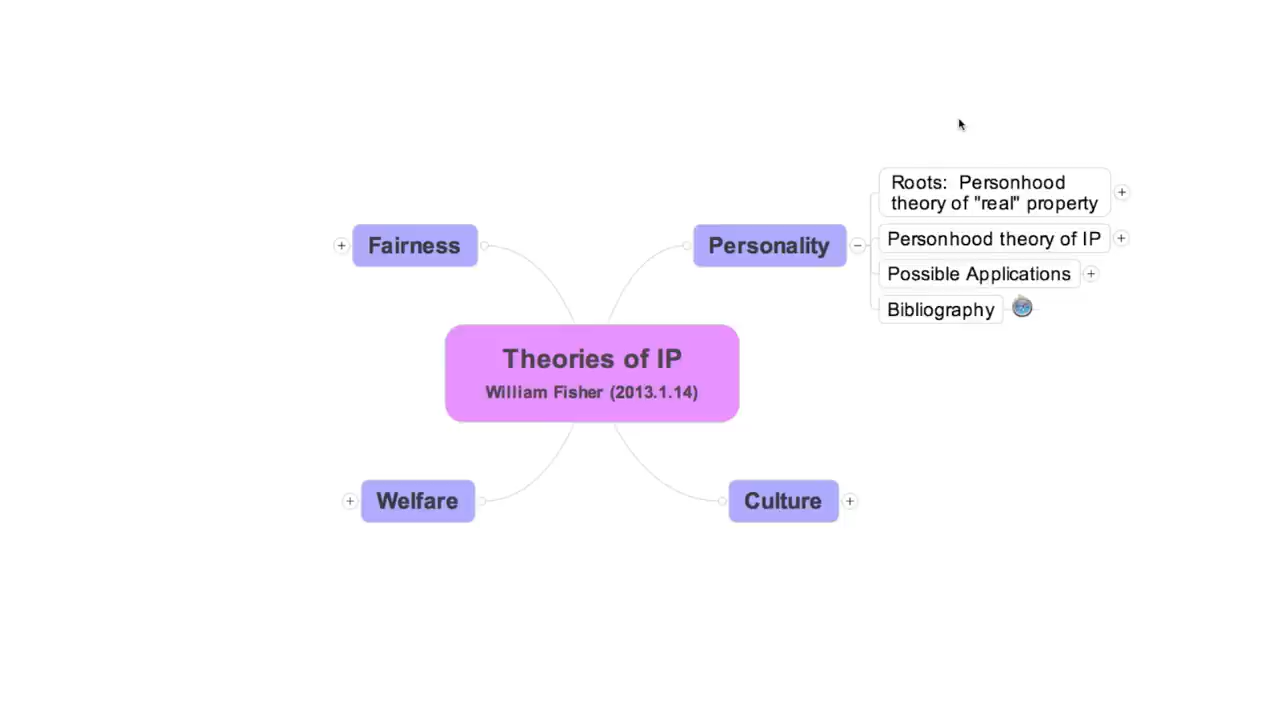 Fairness
Personality
Roots:  Personhood
theory of "real" property
Personhood theory of IP
Possible Applications
Bibliography
Theories of IP
William Fisher (2013.1.14)
Welfare
Culture